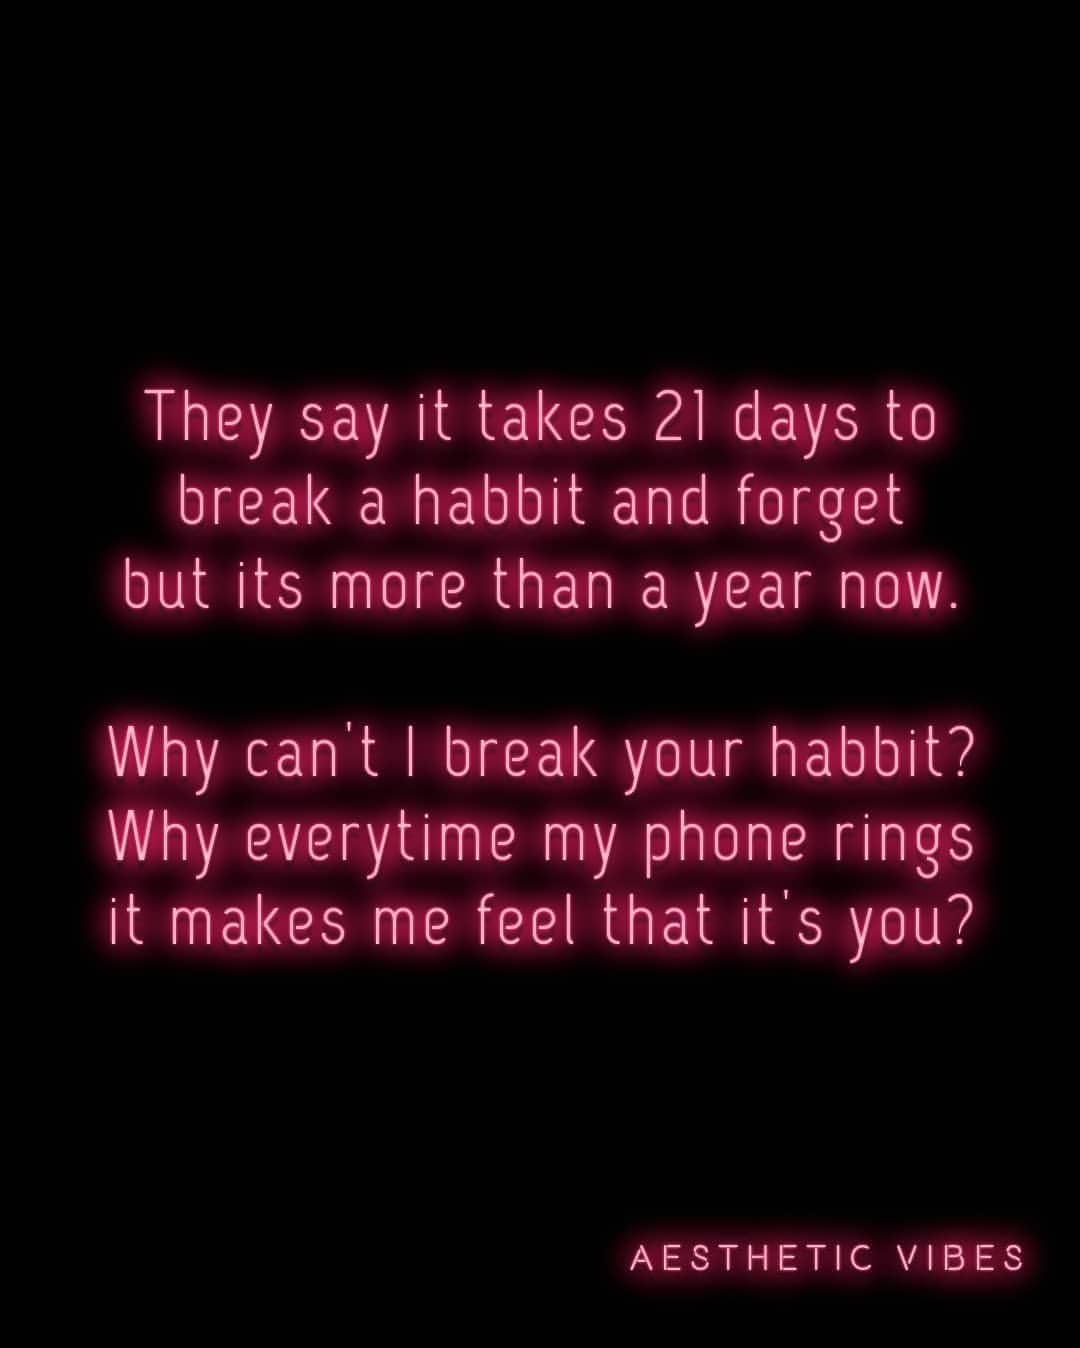 They say it takes 21 days to
break a habbit and forget
but its more than a year now.
Why can't I break your habbit?
Why everytime my phone rings
it makes me feel that it's you?
AESTHETIC VIBES